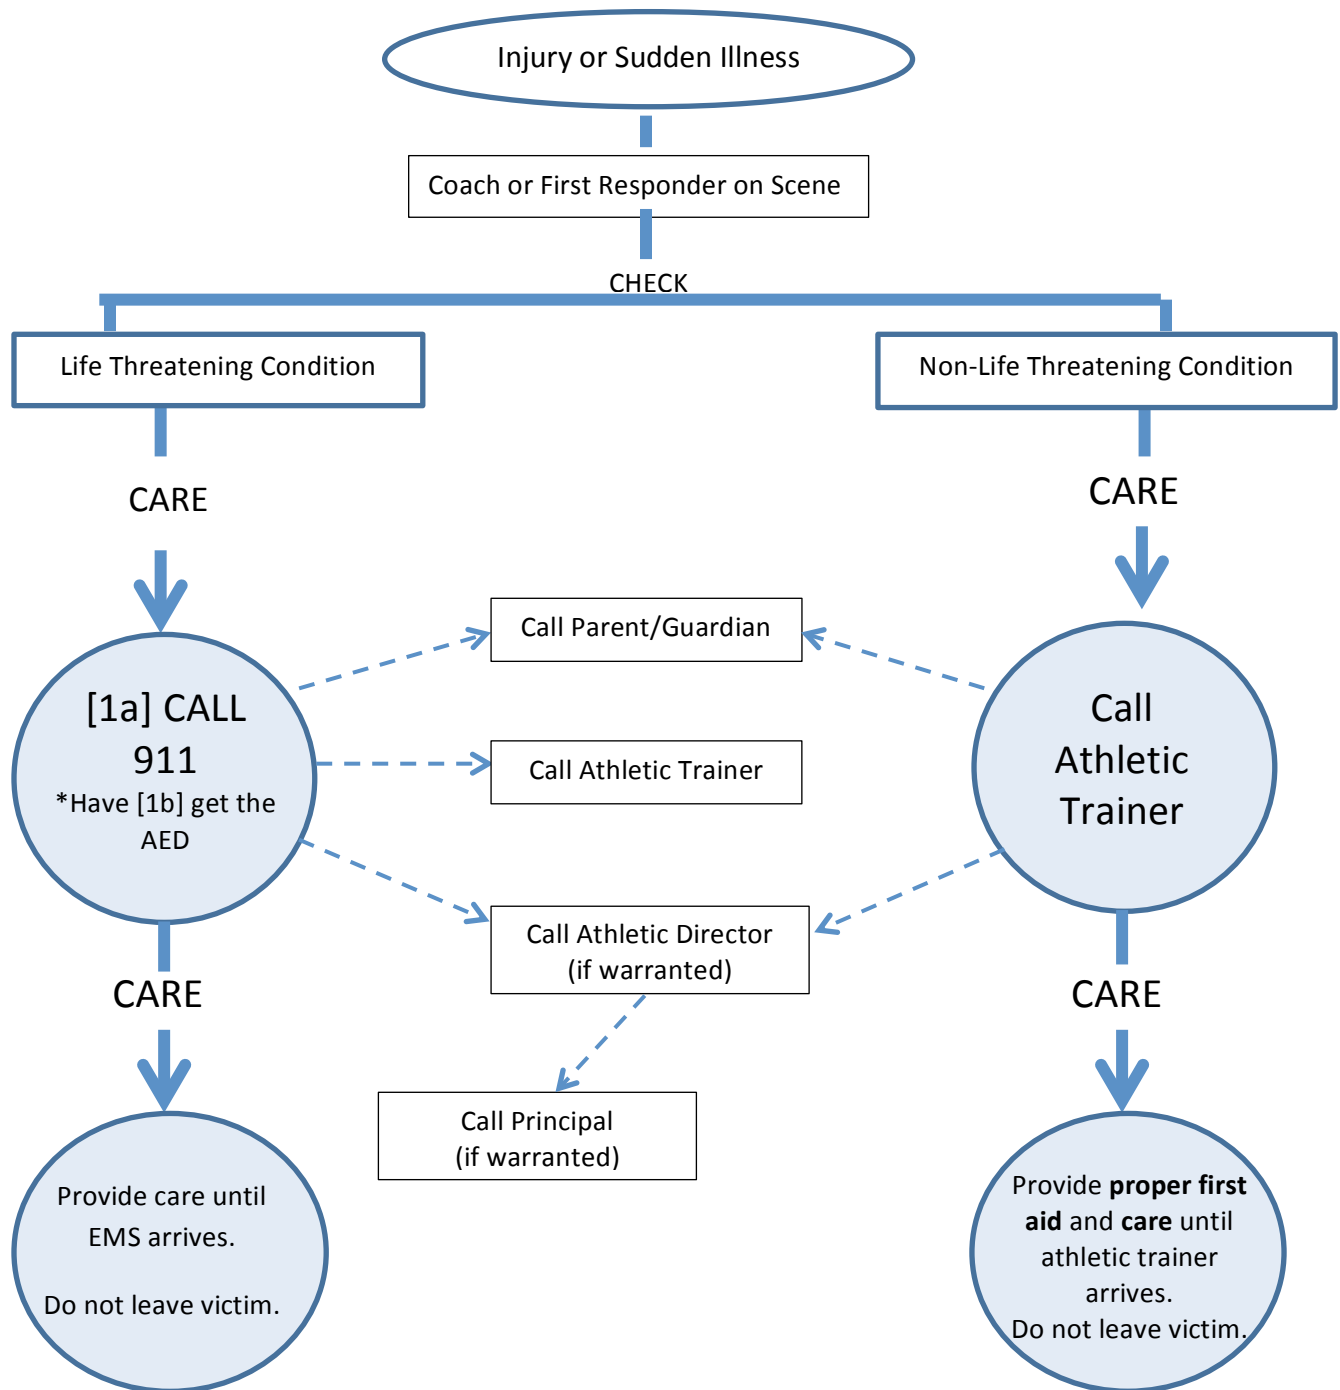 Injury or Sudden Illness
Coach or First Responder on Scene
CHECK
Life Threatening Condition
Non-Life Threatening Condition
CARE
CARE
Call Parent/Guardian
[1a] CALL
911
*Have [1b] get the
AED
Call Athletic Trainer
Call
Athletic
Trainer
Call Athletic Director
(if warranted)
CARE
CARE
Call Principal
(if warranted)
Provide care until
EMS arrives.
Do not leave victim.
Provide proper first
aid and care until
athletic trainer
arrives.
Do not leave victim.